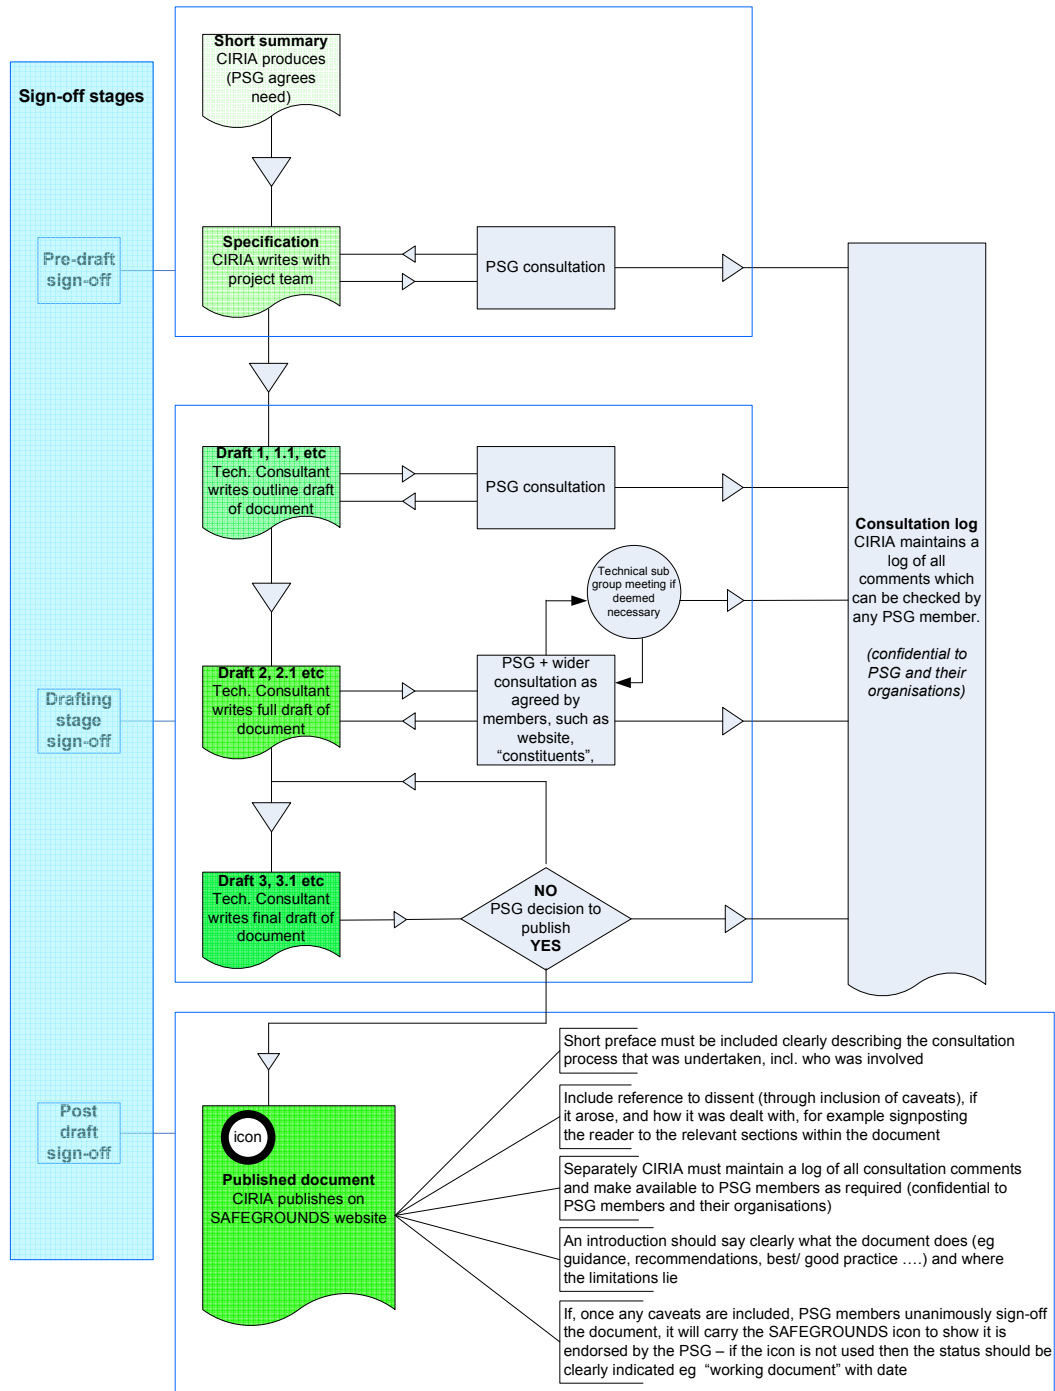 Sign-off stages
Short summary
CIRIA produces
(PSG agrees
need)
Pre-draft
sign-off
Specification
CIRIA writes with
project team
PSG consultation
Draft 1, 1.1, etc
Tech. Consultant
writes outline draft
of document
PSG consultation
Consultation log
CIRIA maintains a
log of all
comments which
can be checked by
any PSG member.
(confidential to
PSG and their
organisations)
Technical sub
group meeting if
deemed
necessary
Drafting
stage
sign-off
Draft 2, 2.1 etc
Tech. Consultant
writes full draft of
document
PSG + wider
consultation as
agreed by
members, such as
website,
“constituents”,
Draft 3, 3.1 etc
Tech. Consultant
writes final draft of
document
NO
PSG decision to
publish
YES
Post
draft
sign-off
icon
Published document
CIRIA publishes on
SAFEGROUNDS website
Short preface must be included clearly describing the consultation
process that was undertaken, incl. who was involved
Include reference to dissent (through inclusion of caveats), if
it arose, and how it was dealt with, for example signposting
the reader to the relevant sections within the document
Separately CIRIA must maintain a log of all consultation comments
and make available to PSG members as required (confidential to
PSG members and their organisations)
An introduction should say clearly what the document does (eg
guidance, recommendations, best/ good practice ….) and where
the limitations lie
If, once any caveats are included, PSG members unanimously sign-off
the document, it will carry the SAFEGROUNDS icon to show it is
endorsed by the PSG – if the icon is not used then the status should be
clearly indicated eg “working document” with date